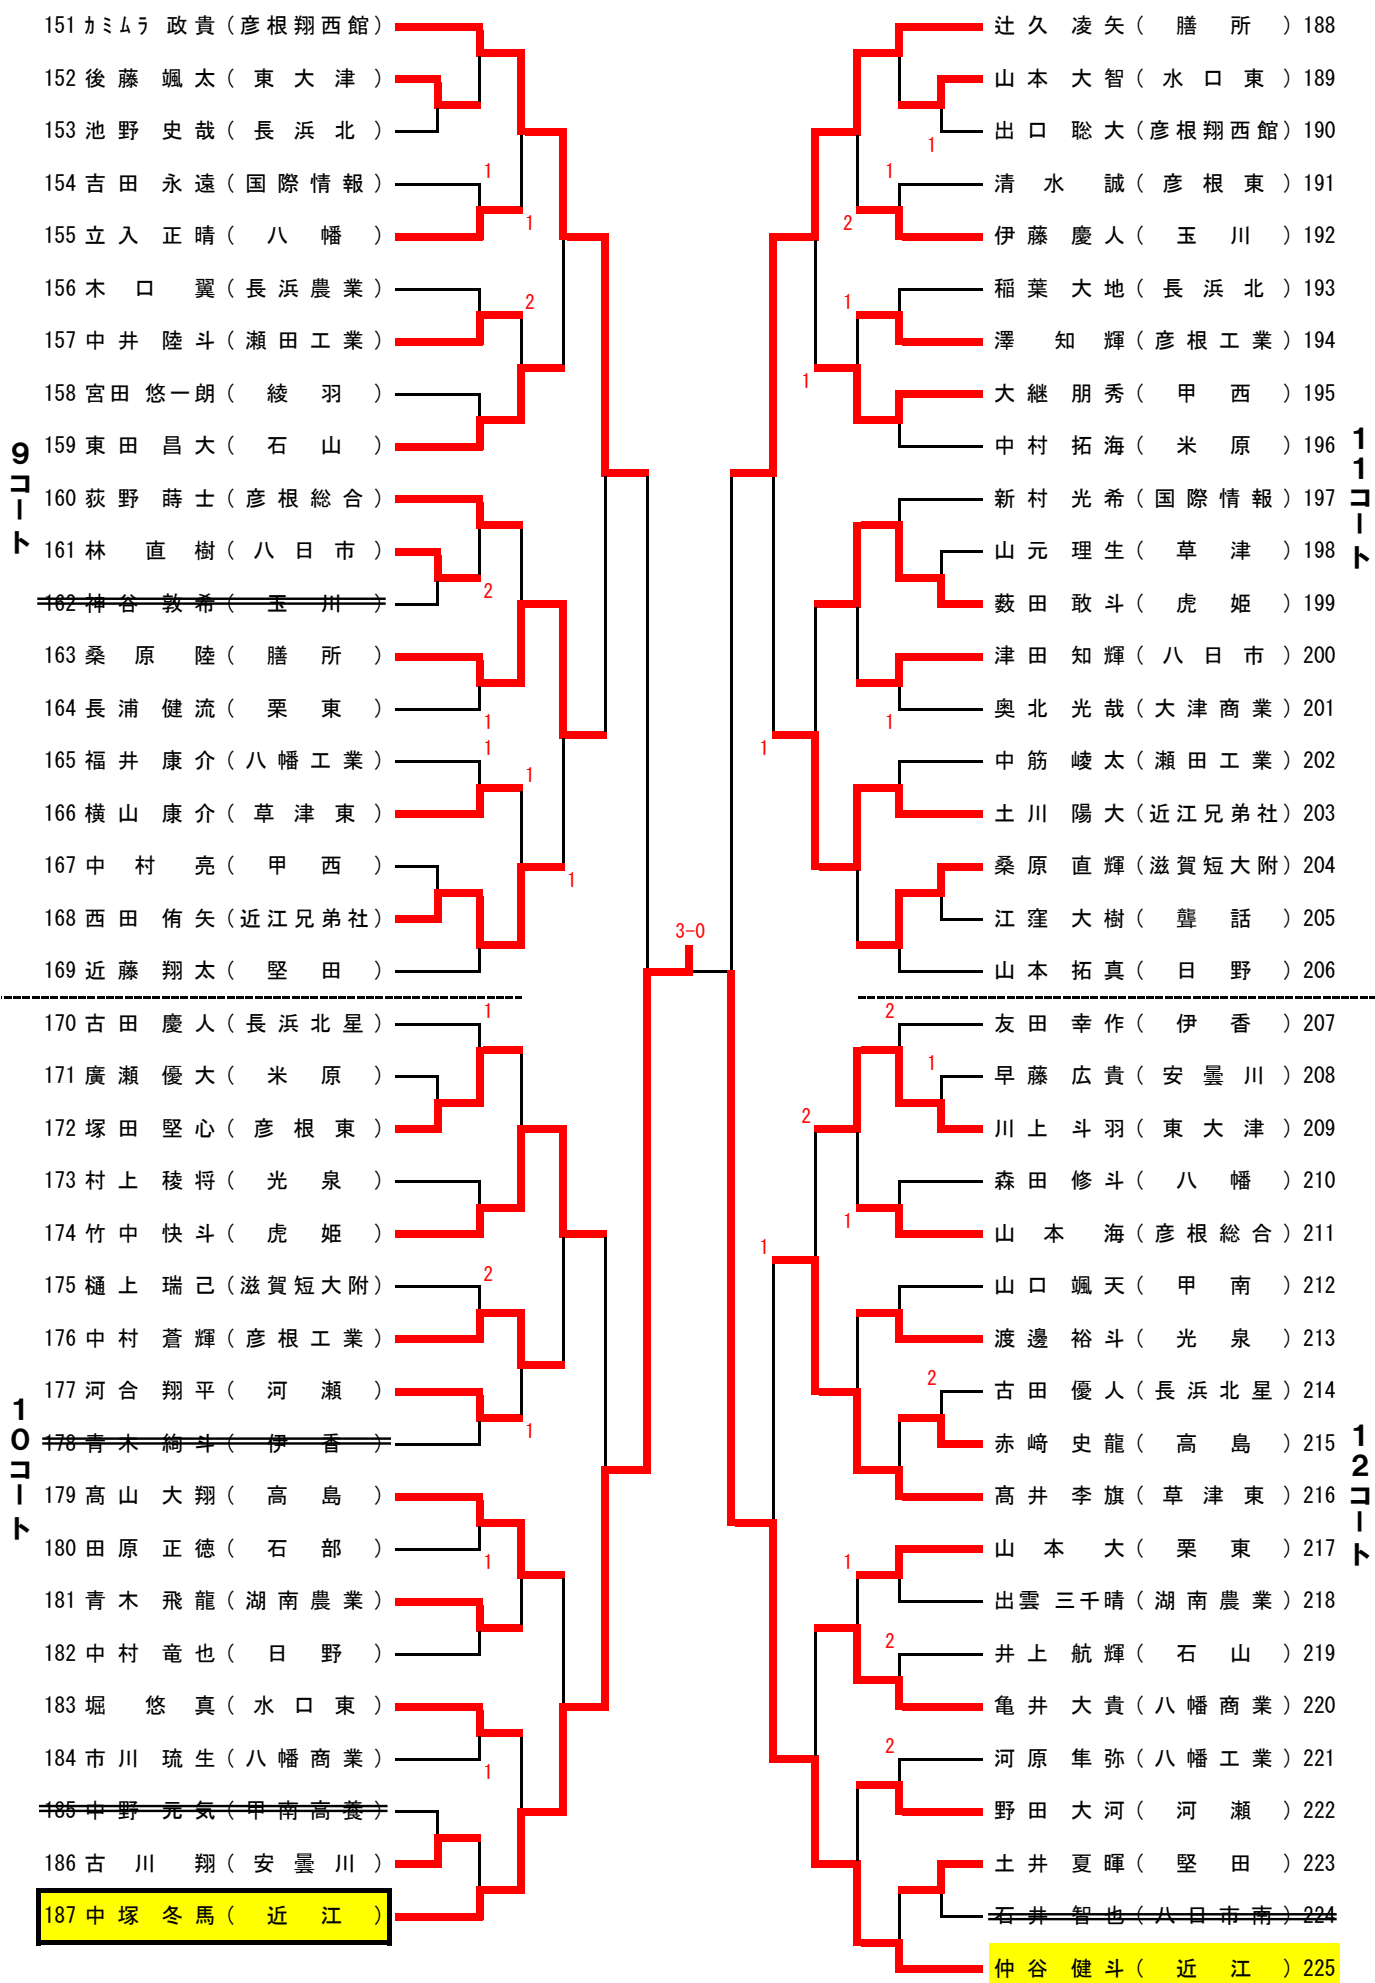 151 カミムラ 政貴 (彦根翔西館)
152 後藤 颯太 (東大津)
153 池野 史哉 (長浜北)
154 吉田 永遠 (国際情報)
155 立入 正晴 (八幡)
156 木口 翼 (長浜農業)
157 中井 陸斗 (瀬田工業)
158 宮田 悠一朗 (綾羽)
159 東田 昌大 (石山)
160 荻野 蒔士 (彦根総合)
161 林 直樹 (八日市)
162 神谷 敦希 (玉川)
163 桑原 陸 (膳所)
164 長浦 健流 (栗東)
165 福井 康介 (八幡工業)
166 横山 康介 (草津東)
167 中村 亮 (甲西)
168 西田 侑矢 (近江兄弟社)
169 近藤 翔太 (堅田)
9コート
1
1
2
2
1
1
1
1
170 古田 慶人 (長浜北星)
171 廣瀬 優大 (米原)
172 塚田 堅心 (彦根東)
173 村上 稜将 (光泉)
174 竹中 快斗 (虎姫)
175 樋上 瑞己 (滋賀短大附)
176 中村 蒼輝 (彦根工業)
177 河合 翔平 (河瀬)
178 青木 絢斗 (伊香)
179 髙山 大翔 (高島)
180 田原 正徳 (石部)
181 青木 飛龍 (湖南農業)
182 中村 竜也 (日野)
183 堀 悠真 (水口東)
184 市川 琉生 (八幡商業)
185 中野 元気 (甲南高養)
186 古川 翔 (安曇川)
187 中塚 冬馬 (近江)
10コート
1
2
1
1
1
3-0
辻久 凌矢 (膳所) 188
山本 大智 (水口東) 189
出口 聡大 (彦根翔西館) 190
清水 誠 (彦根東) 191
伊藤 慶人 (玉川) 192
稲葉 大地 (長浜北) 193
澤 知輝 (彦根工業) 194
大継 朋秀 (甲西) 195
中村 拓海 (米原) 196
新村 光希 (国際情報) 197
山元 理生 (草津) 198
薮田 敢斗 (虎姫) 199
津田 知輝 (八日市) 200
奥北 光哉 (大津商業) 201
中筋 崚太 (瀬田工業) 202
土川 陽大 (近江兄弟社) 203
桑原 直輝 (滋賀短大附) 204
江窪 大樹 (聾話) 205
山本 拓真 (日野) 206
11コート
1
1
2
1
1
1
1
友田 幸作 (伊香) 207
早藤 広貴 (安曇川) 208
川上 斗羽 (東大津) 209
森田 修斗 (八幡) 210
山本 海 (彦根総合) 211
山口 颯天 (甲南) 212
渡邊 裕斗 (光泉) 213
古田 優人 (長浜北星) 214
赤﨑 史龍 (高島) 215
髙井 李旗 (草津東) 216
山本 大 (栗東) 217
出雲 三千晴 (湖南農業) 218
井上 航輝 (石山) 219
亀井 大貴 (八幡商業) 220
河原 隼弥 (八幡工業) 221
野田 大河 (河瀬) 222
土井 夏暉 (堅田) 223
石井 智也 (八日市南) 224
仲谷 健斗 (近江) 225
12コート
2
1
2
1
1
2
1
2
2